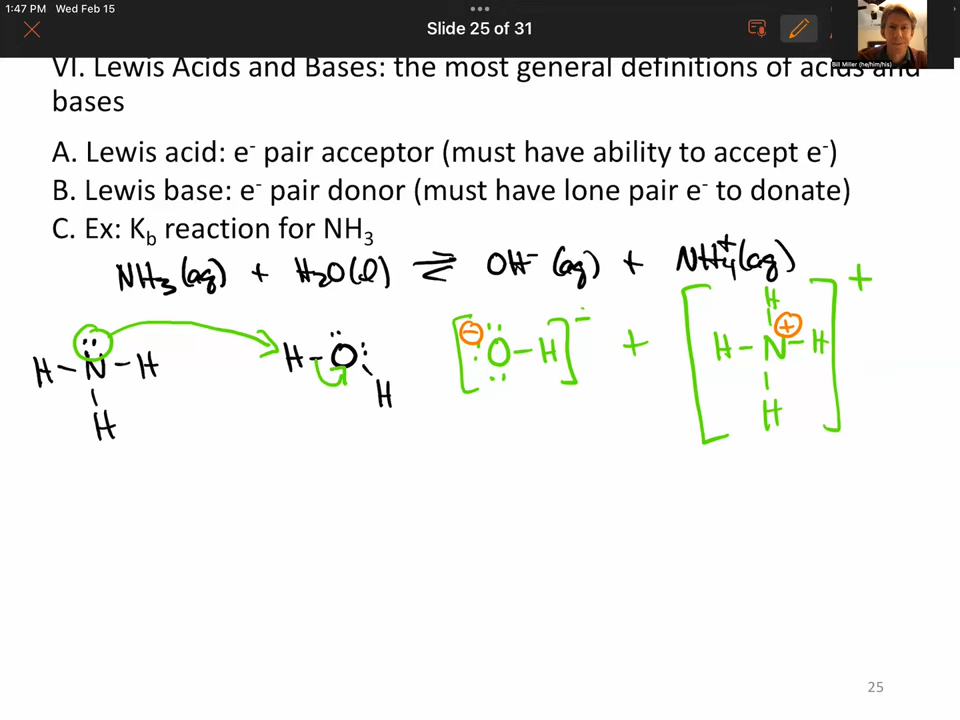 1:47 PM Wed Feb 15
Slide 25 of 31
Bill Miller (he/him/his)
VI. Lewis Acids and Bases: the most general definitions of acids and
bases
A. Lewis acid: e⁻ pair acceptor (must have ability to accept e⁻)
B. Lewis base: e⁻ pair donor (must have lone pair e⁻ to donate)
C. Ex: K_b reaction for NH₃
NH₃(aq) + H₂O(l) ⇌ OH⁻(aq) + NH₄⁺(aq)
H
H–N–H H–O: [⊖ :O–H]⁻ + [H–N⊕–H]⁺
H H H
25